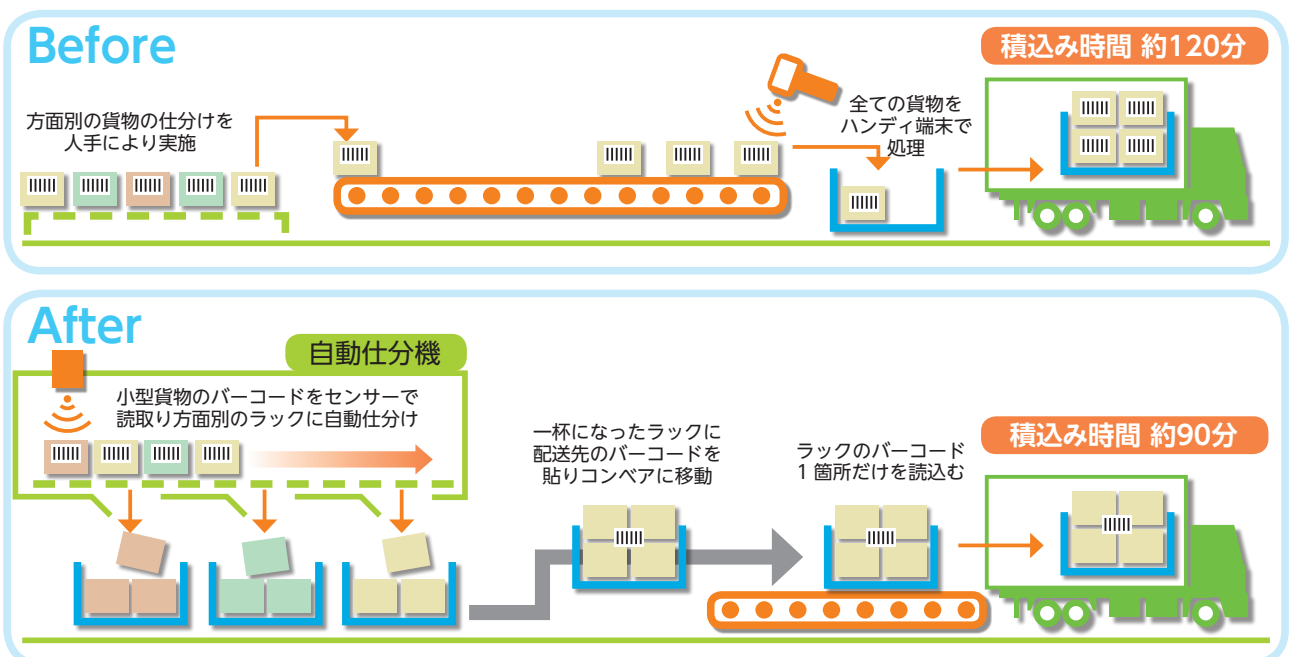 Before
積込み時間 約120分
方面別の貨物の仕分けを
人手により実施
全ての貨物を
ハンディ端末で
処理
After
自動仕分機
小型貨物のバーコードをセンサーで
読取り方面別のラックに自動仕分け
一杯になったラックに
配送先のバーコードを
貼りコンベアに移動
ラックのバーコード
1箇所だけを読込む
積込み時間 約90分